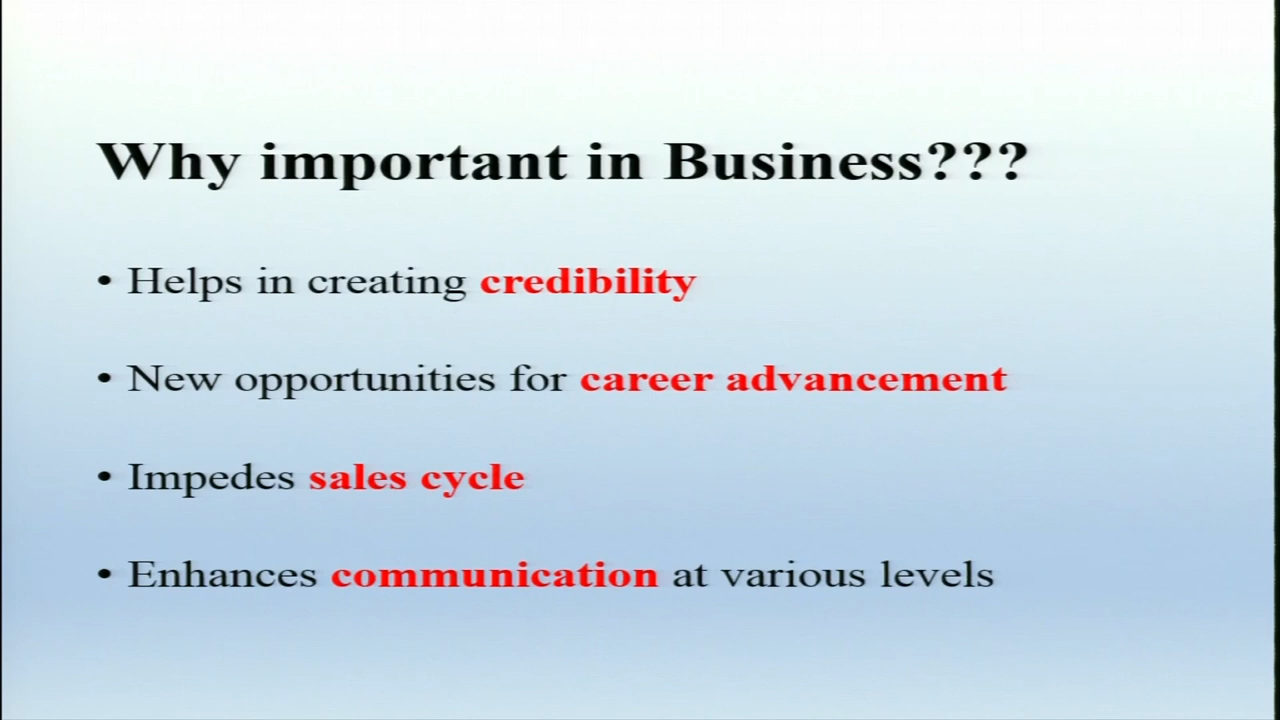 Why important in Business???
• Helps in creating credibility
• New opportunities for career advancement
• Impedes sales cycle
• Enhances communication at various levels